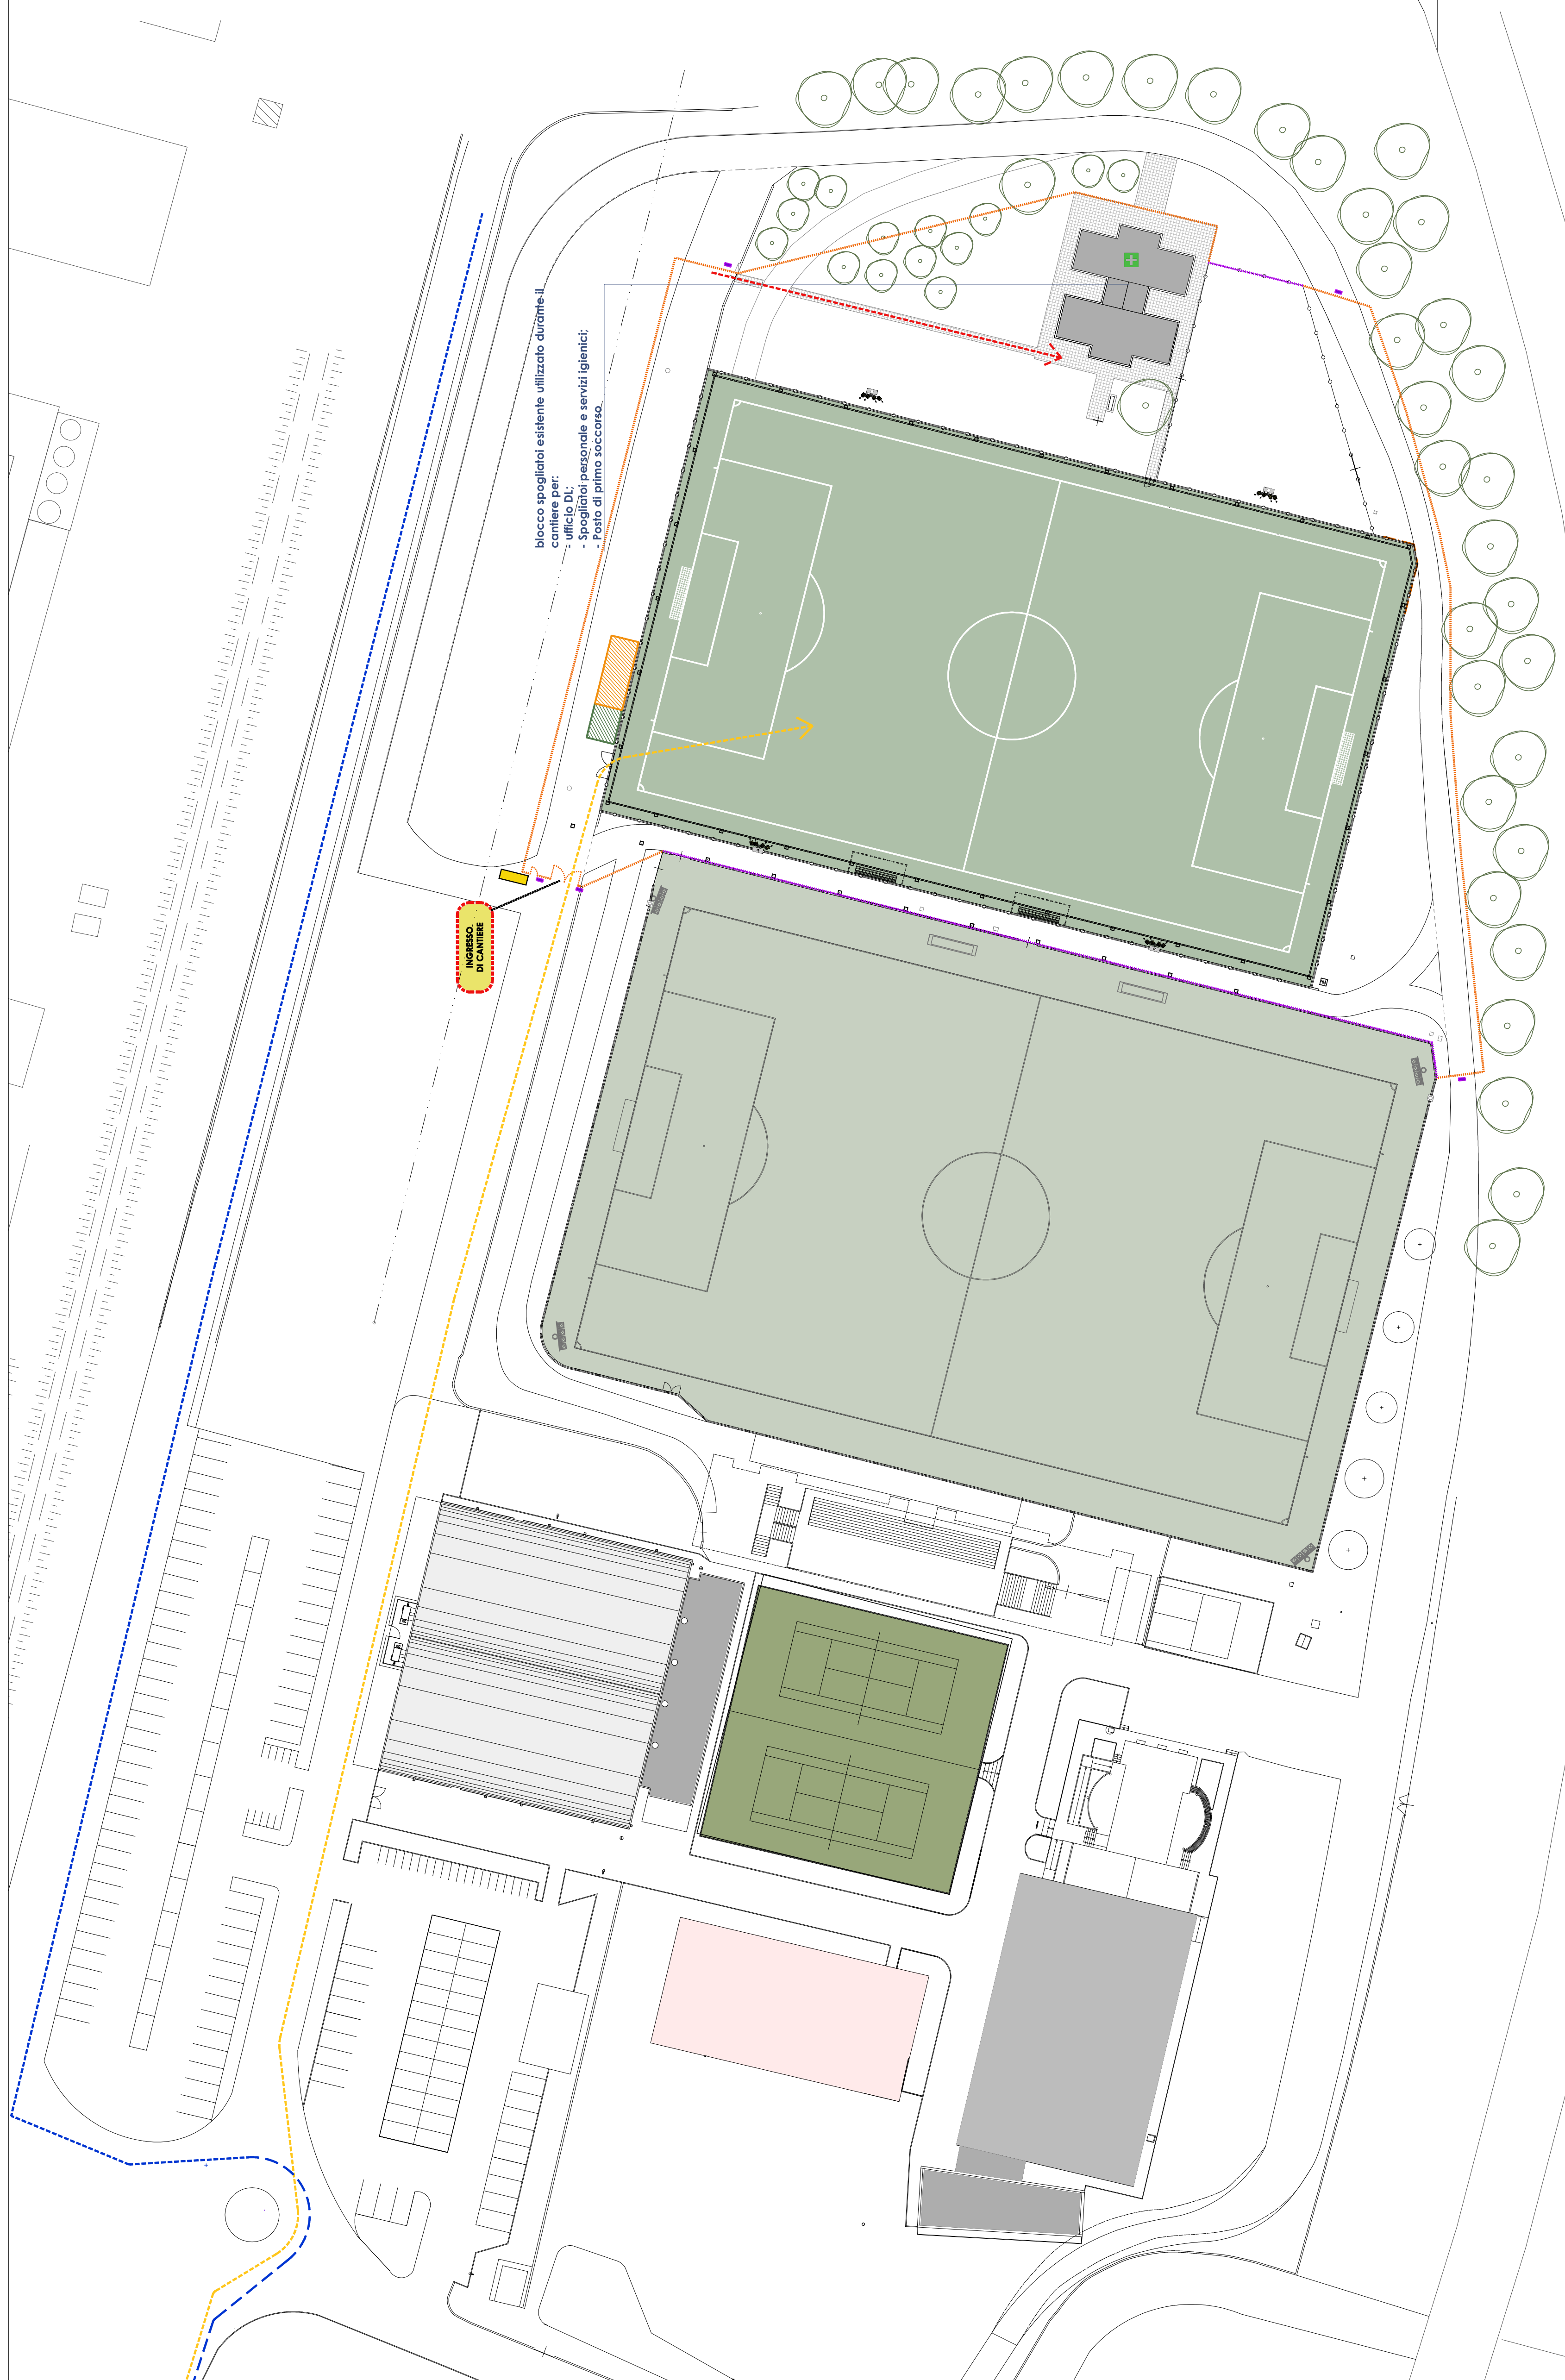 blocco spogliatoi esistente utilizzato durante il
cantiere per:
- ufficio DL;
- Spogliatoi personale e servizi igienici;
- Posto di primo soccorso
INGRESSO
DI CANTIERE